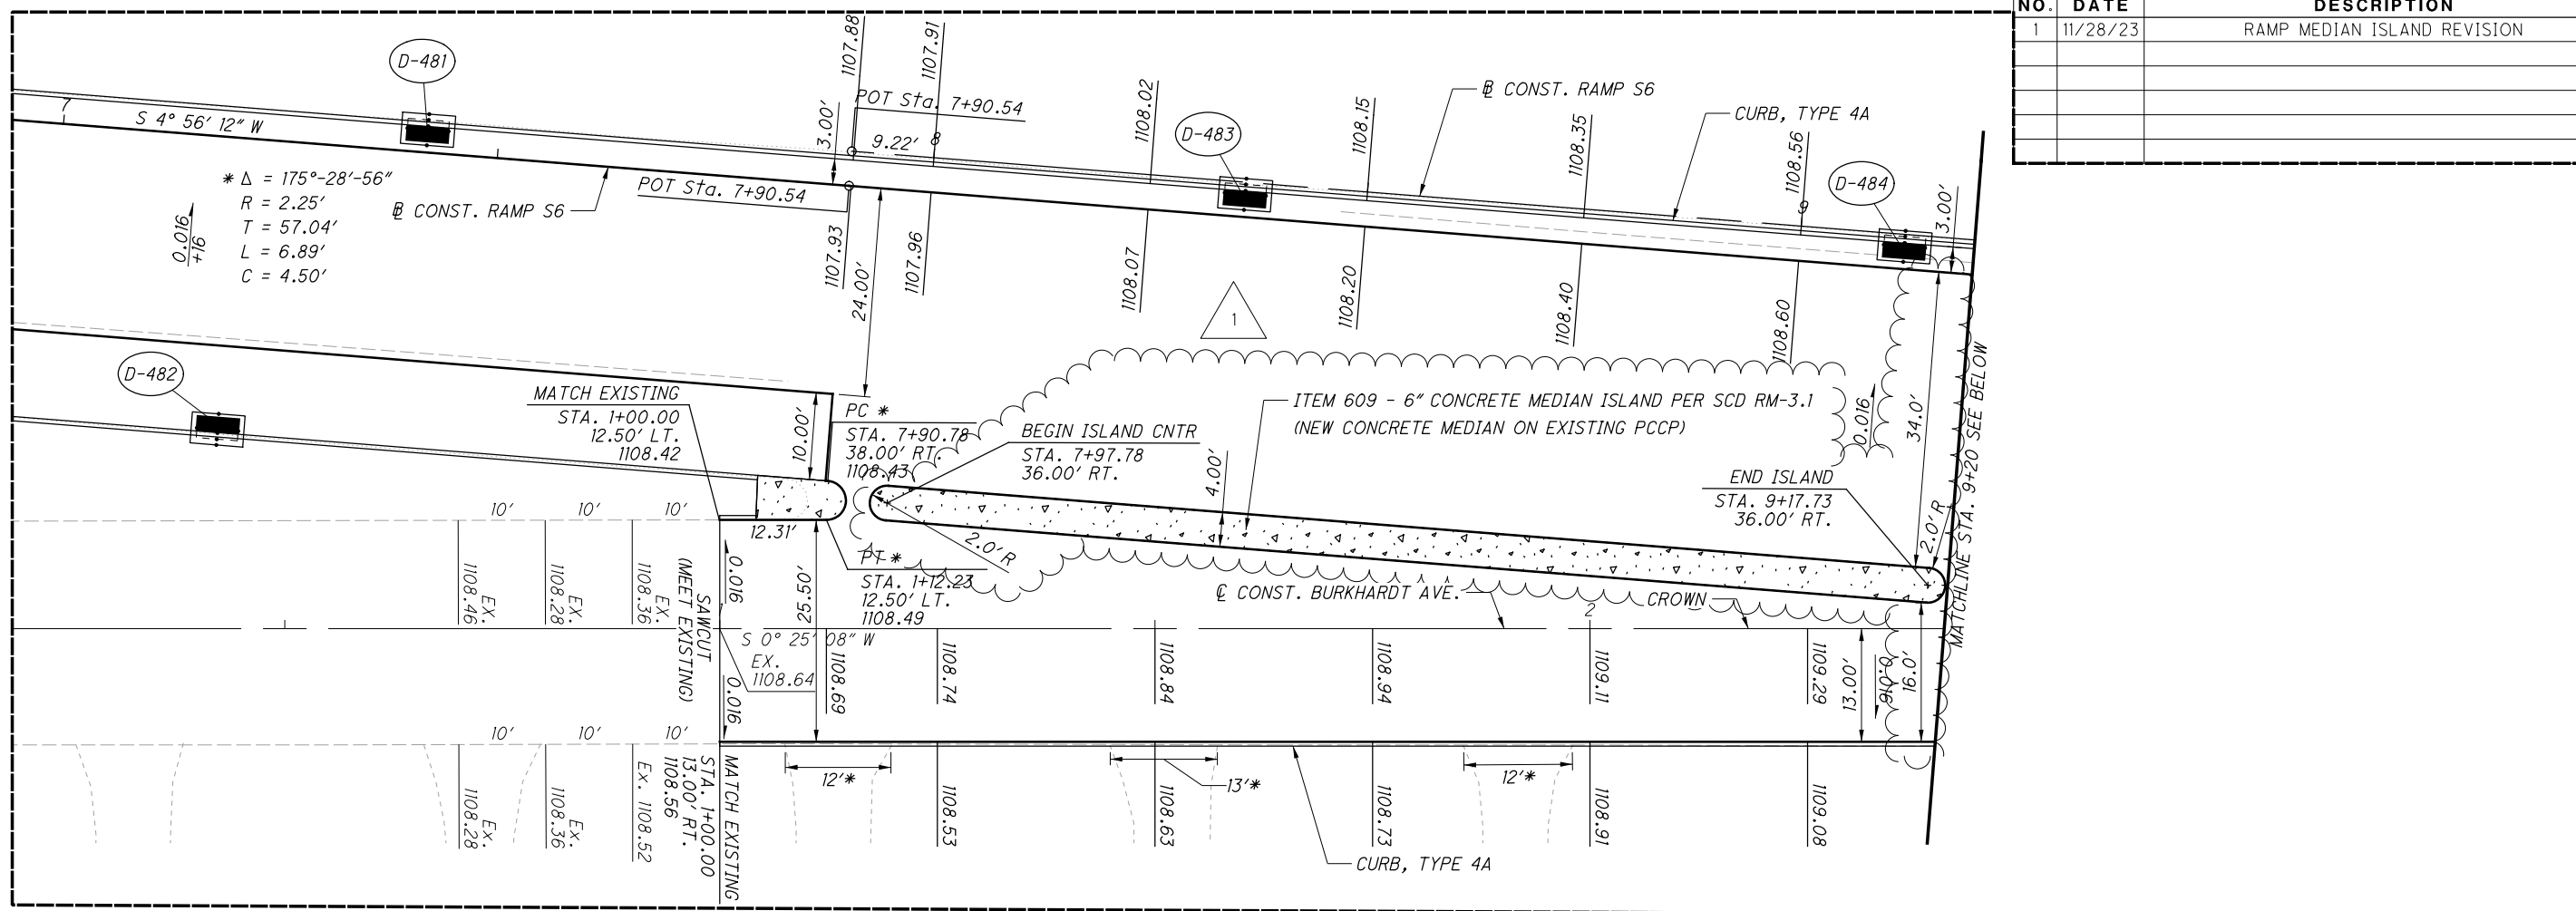 NO. DATE DESCRIPTION
1 11/28/23 RAMP MEDIAN ISLAND REVISION
D-481
1107.88
1107.91
POT Sta. 7+90.54
3.00'
9.22'
8
1108.02
D-483
1108.15
℄ CONST. RAMP S6
CURB, TYPE 4A
1108.35
1108.56
9
D-484
3.00'
7
S 4° 56' 12" W
* Δ = 175°-28'-56"
R = 2.25'
T = 57.04'
L = 6.89'
C = 4.50'
0.016
+16
℄ CONST. RAMP S6
POT Sta. 7+90.54
1107.93
24.00'
1107.96
1108.07
1
1108.20
1108.40
1108.60
D-482
MATCH EXISTING
STA. 1+00.00
12.50' LT.
1108.42
10.00'
PC *
STA. 7+90.78
38.00' RT.
1108.43
BEGIN ISLAND CNTR
STA. 7+97.78
36.00' RT.
4.00'
ITEM 609 - 6" CONCRETE MEDIAN ISLAND PER SCD RM-3.1
(NEW CONCRETE MEDIAN ON EXISTING PCCP)
0.016
34.0'
END ISLAND
STA. 9+17.73
36.00' RT.
2.0' R
MATCHLINE STA. 9+20 SEE BELOW
10'
10'
10'
12.31'
2.0' R
PT *
STA. 1+12.23
12.50' LT.
1108.49
EX.
1108.46
EX.
1108.28
EX.
1108.36
SAWCUT
(MEET EXISTING)
0.016
25.50'
℄ CONST. BURKHARDT AVE.
CROWN
2
1
S 0° 25' 08" W
EX.
1108.64
0.016
1108.69
1108.74
1108.84
1108.94
1109.11
1109.29
13.00'
0.016
16.0'
10'
10'
10'
EX.
1108.28
EX.
1108.36
EX. 1108.52
MATCH EXISTING
STA. 1+00.00
13.00' RT.
1108.56
12'*
13'*
12'*
1108.53
1108.63
1108.73
1108.91
1109.08
CURB, TYPE 4A